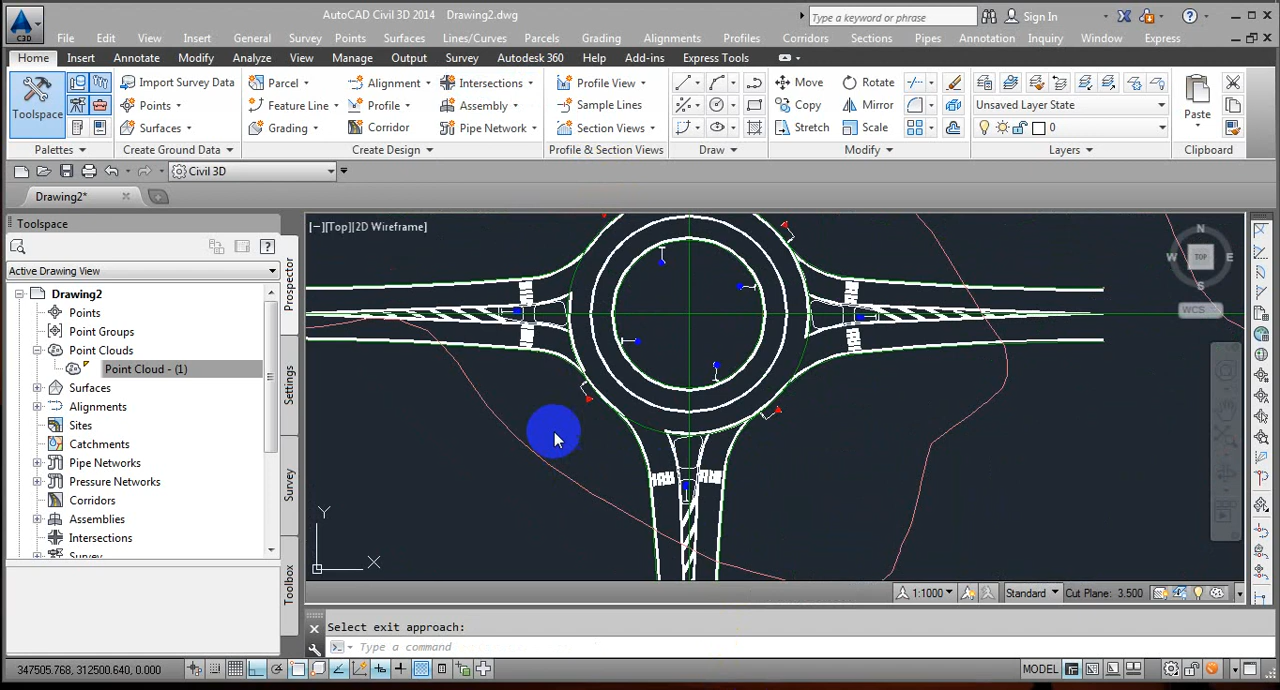 AutoCAD Civil 3D 2014 Drawing2.dwg
Type a keyword or phrase
Sign In
C3D
File Edit View Insert General Survey Points Surfaces Lines/Curves Parcels Grading Alignments Profiles Corridors Sections Pipes Annotation Inquiry Window Express
Home Insert Annotate Modify Analyze View Manage Output Survey Autodesk 360 Help Add-ins Express Tools
Toolspace
Palettes
Import Survey Data
Points
Surfaces
Create Ground Data
Parcel
Feature Line
Grading
Alignment
Profile
Corridor
Intersections
Assembly
Pipe Network
Create Design
Profile View
Sample Lines
Section Views
Profile & Section Views
Draw
Move
Copy
Stretch
Rotate
Mirror
Scale
Modify
Unsaved Layer State
0
Layers
Paste
Clipboard
Civil 3D
Drawing2*
Toolspace
Active Drawing View
Drawing2
Points
Point Groups
Point Clouds
Point Cloud - (1)
Surfaces
Alignments
Sites
Catchments
Pipe Networks
Pressure Networks
Corridors
Assemblies
Intersections
Survey
Prospector
Settings
Survey
Toolbox
[−][Top][2D Wireframe]
N
W TOP E
S
WCS
Y
X
1:1000 Standard Cut Plane: 3.500
Select exit approach:
Type a command
347505.768, 312500.640, 0.000
MODEL